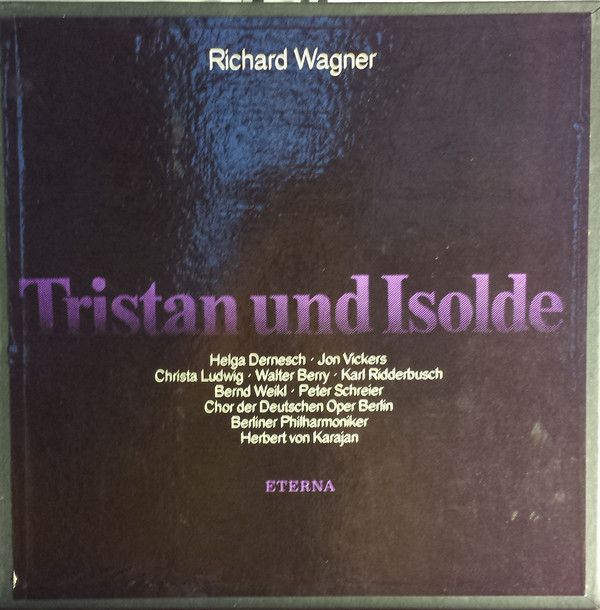 Richard Wagner
Tristan und Isolde
Helga Dernesch · Jon Vickers
Christa Ludwig · Walter Berry · Karl Ridderbusch
Bernd Weikl · Peter Schreier
Chor der Deutschen Oper Berlin
Berliner Philharmoniker
Herbert von Karajan
ETERNA